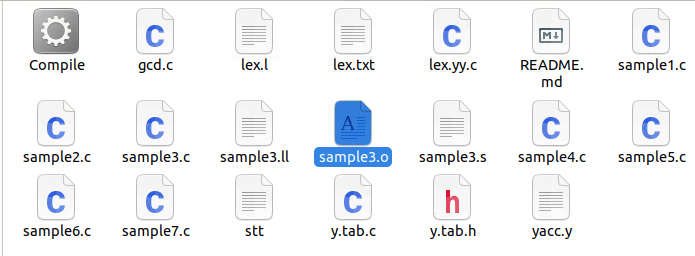 Compile gcd.c lex.l lex.txt lex.yy.c README.md sample1.c
sample2.c sample3.c sample3.ll sample3.o sample3.s sample4.c sample5.c
sample6.c sample7.c stt y.tab.c y.tab.h yacc.y